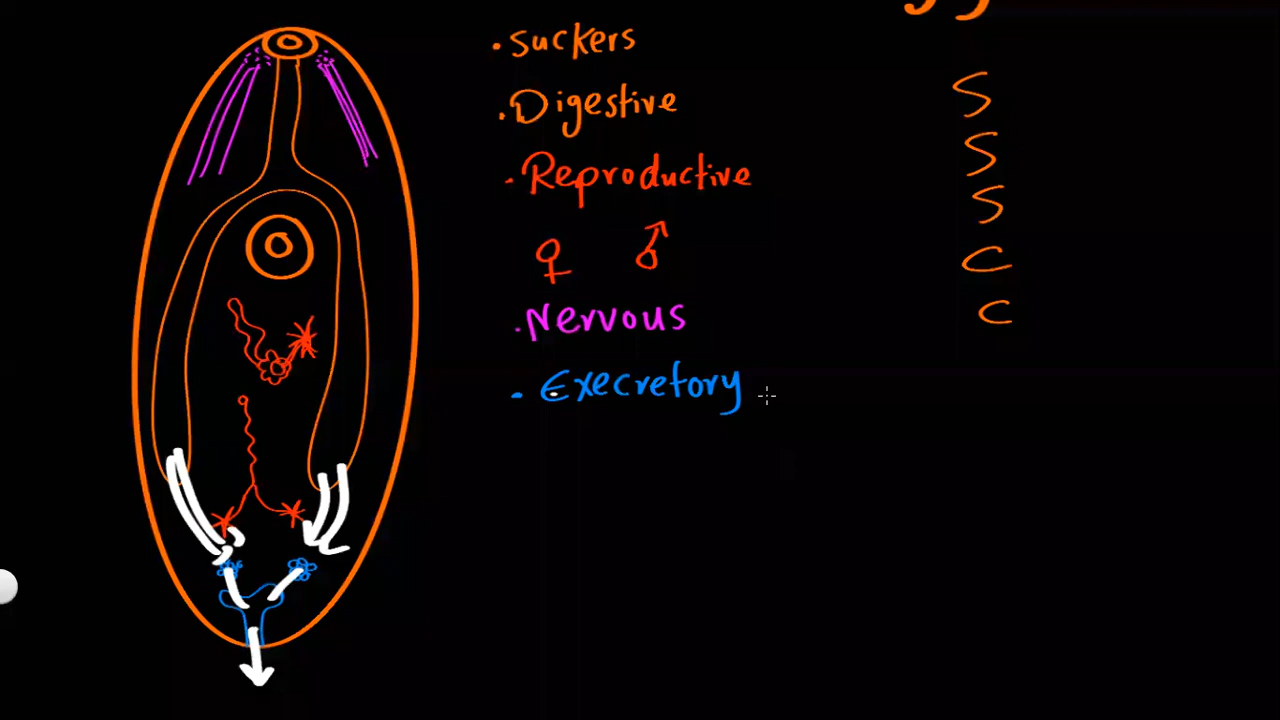 • Suckers
• Digestive
• Reproductive
♀ ♂
• Nervous
• Execretory
S
S
S
C
C